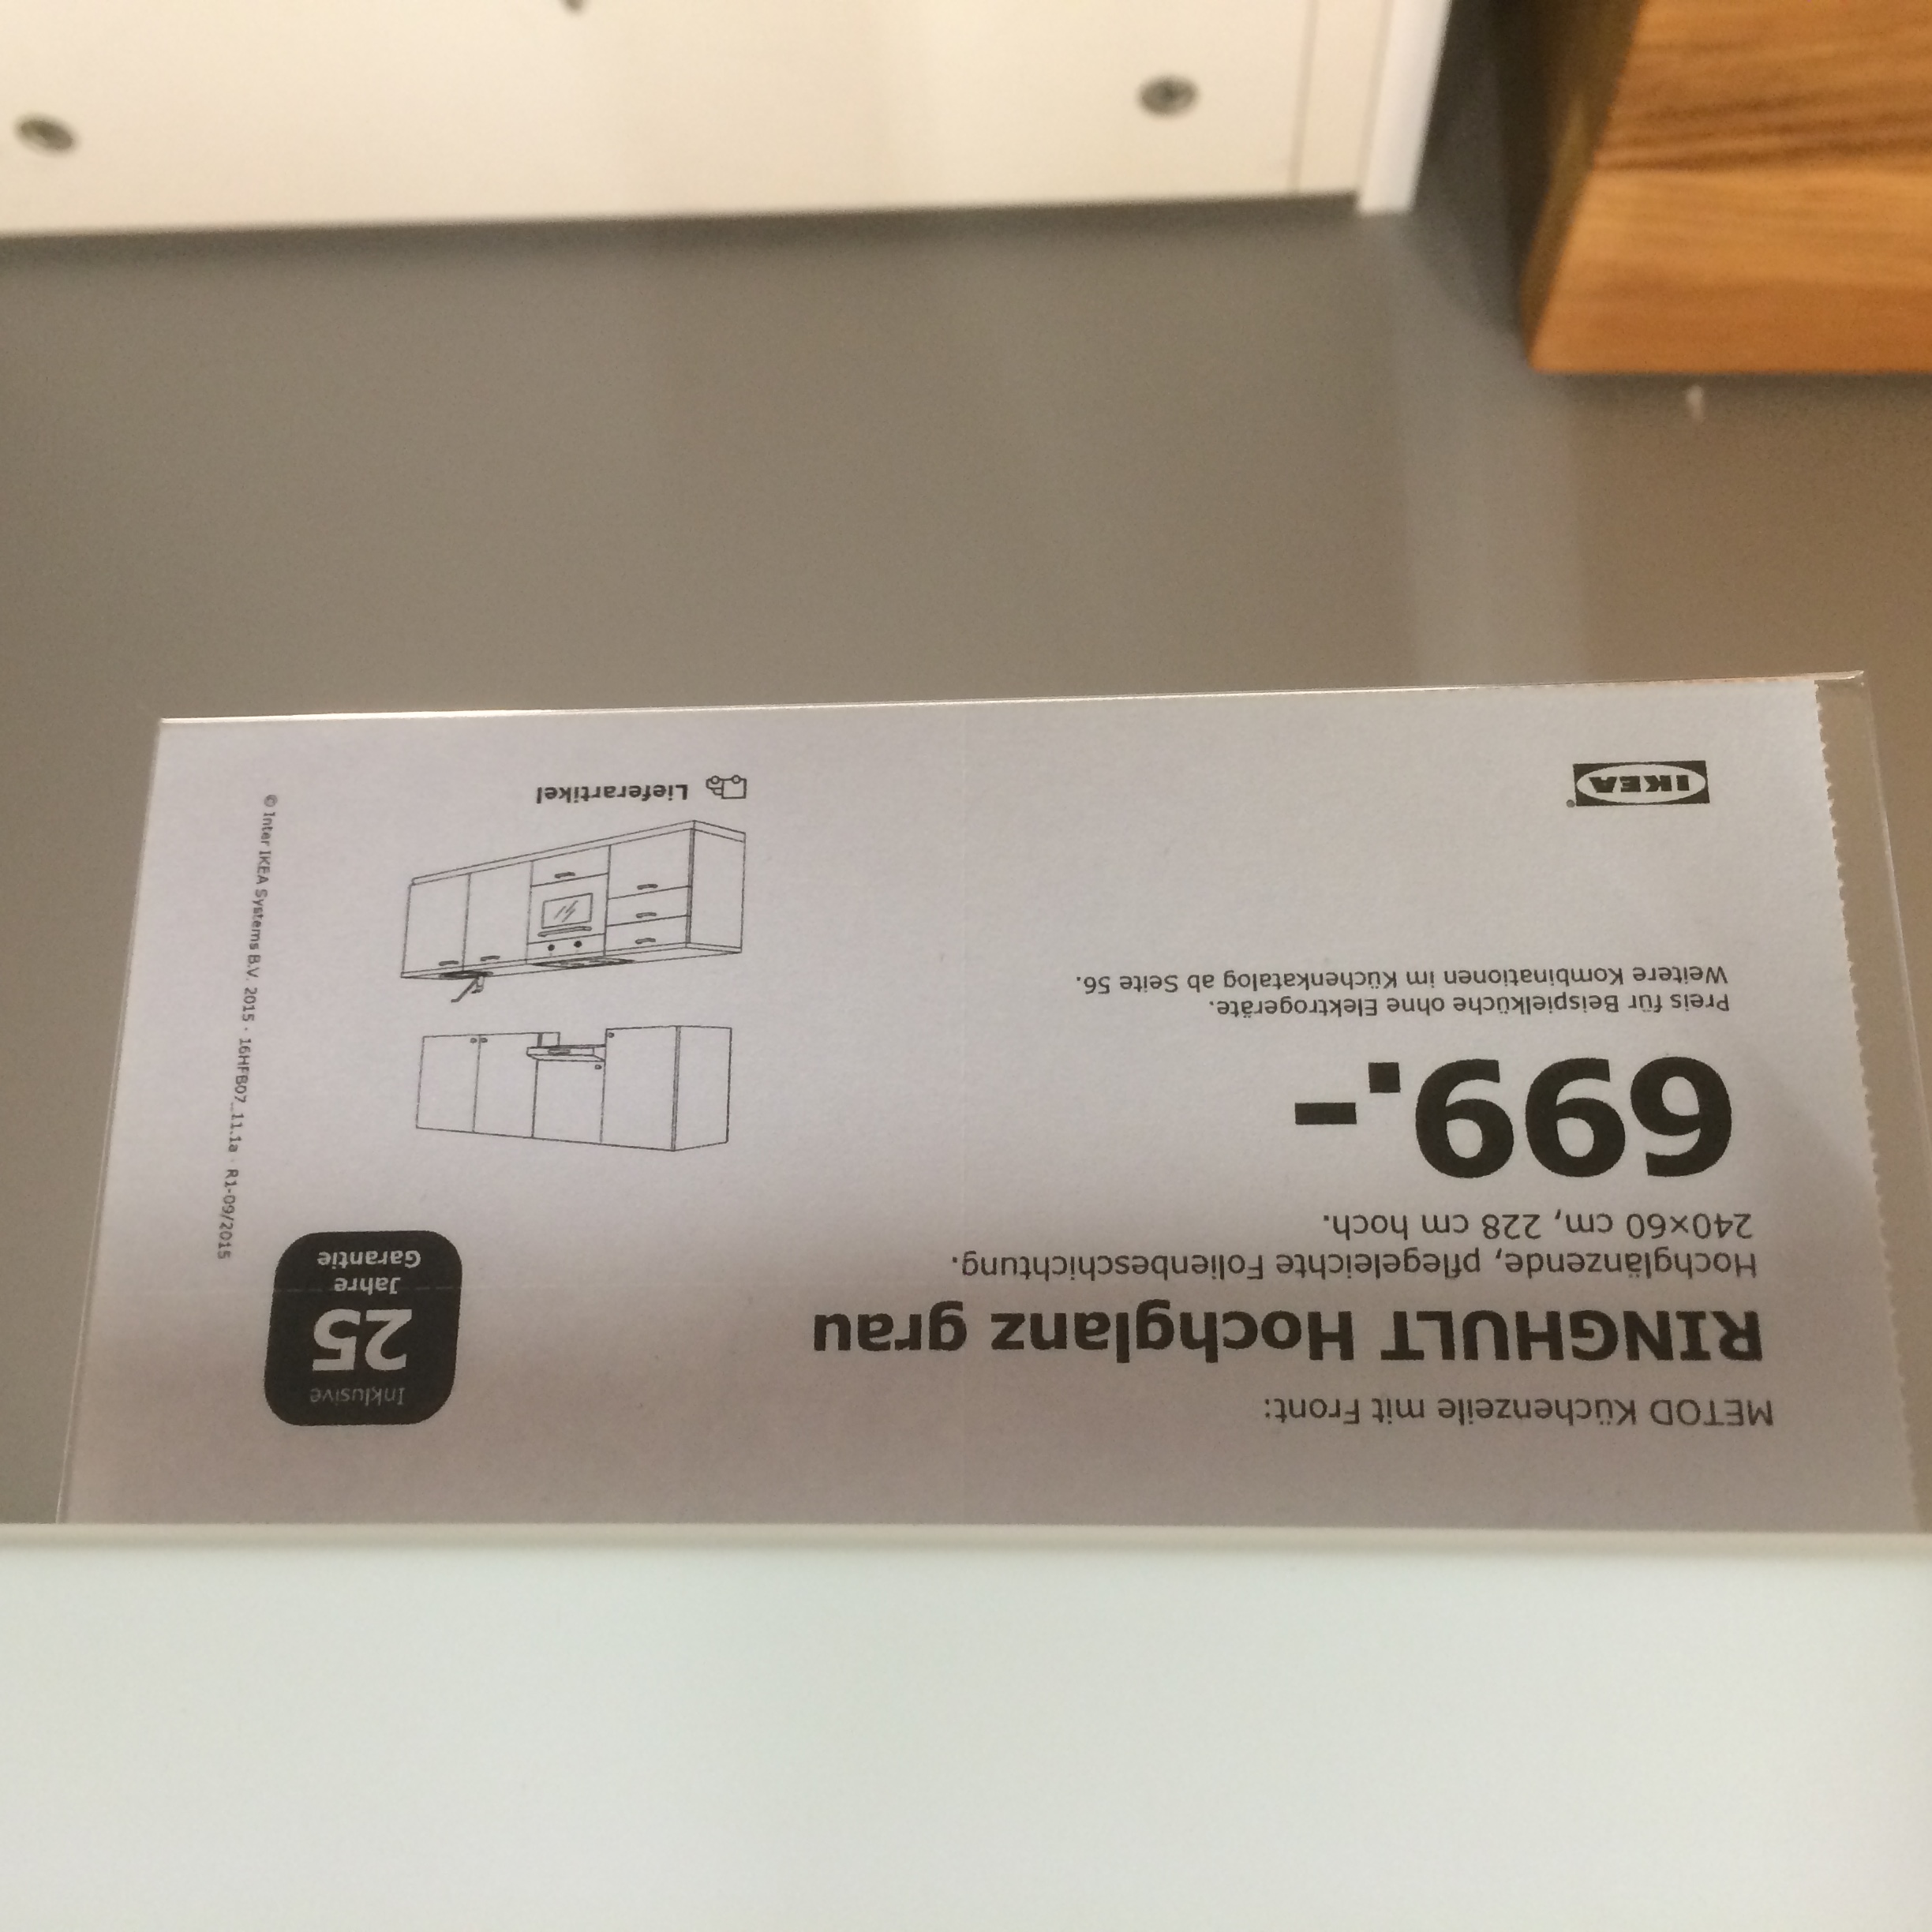 METOD Küchenzeile mit Front:
RINGHULT Hochglanz grau
Hochglänzende, pflegeleichte Folienbeschichtung.
240×60 cm, 228 cm hoch.
699.-
Preis für Beispielküche ohne Elektrogeräte.
Weitere Kombinationen im Küchenkatalog ab Seite 56.
IKEA®
Inklusive
25
Jahre
Garantie
Lieferartikel
© Inter IKEA Systems B.V. 2015 · 16HFB07_11.1a · R1-09/2015